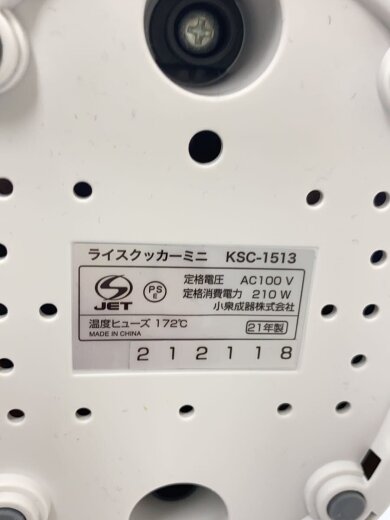 ライスクッカーミニ KSC-1513
S JET
PS E
定格電圧 AC100 V
定格消費電力 210 W
小泉成器株式会社
温度ヒューズ 172℃
MADE IN CHINA
21年製
212118